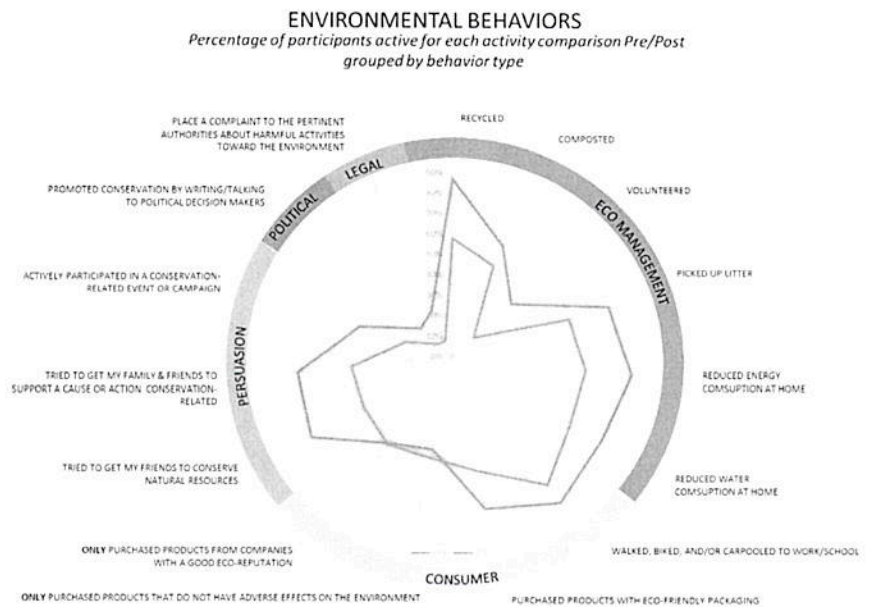 ENVIRONMENTAL BEHAVIORS
Percentage of participants active for each activity comparison Pre/Post
grouped by behavior type
PLACE A COMPLAINT TO THE PERTINENT
AUTHORITIES ABOUT HARMFUL ACTIVITIES
TOWARD THE ENVIRONMENT
RECYCLED
COMPOSTED
LEGAL
PROMOTED CONSERVATION BY WRITING/TALKING
TO POLITICAL DECISION MAKERS
POLITICAL
VOLUNTEERED
ECO MANAGEMENT
ACTIVELY PARTICIPATED IN A CONSERVATION-
RELATED EVENT OR CAMPAIGN
PICKED UP LITTER
PERSUASION
TRIED TO GET MY FAMILY & FRIENDS TO
SUPPORT A CAUSE OR ACTION CONSERVATION-
RELATED
REDUCED ENERGY
COMSUPTION AT HOME
TRIED TO GET MY FRIENDS TO CONSERVE
NATURAL RESOURCES
REDUCED WATER
COMSUPTION AT HOME
ONLY PURCHASED PRODUCTS FROM COMPANIES
WITH A GOOD ECO-REPUTATION
WALKED, BIKED, AND/OR CARPOOLED TO WORK/SCHOOL
CONSUMER
ONLY PURCHASED PRODUCTS THAT DO NOT HAVE ADVERSE EFFECTS ON THE ENVIRONMENT
PURCHASED PRODUCTS WITH ECO-FRIENDLY PACKAGING